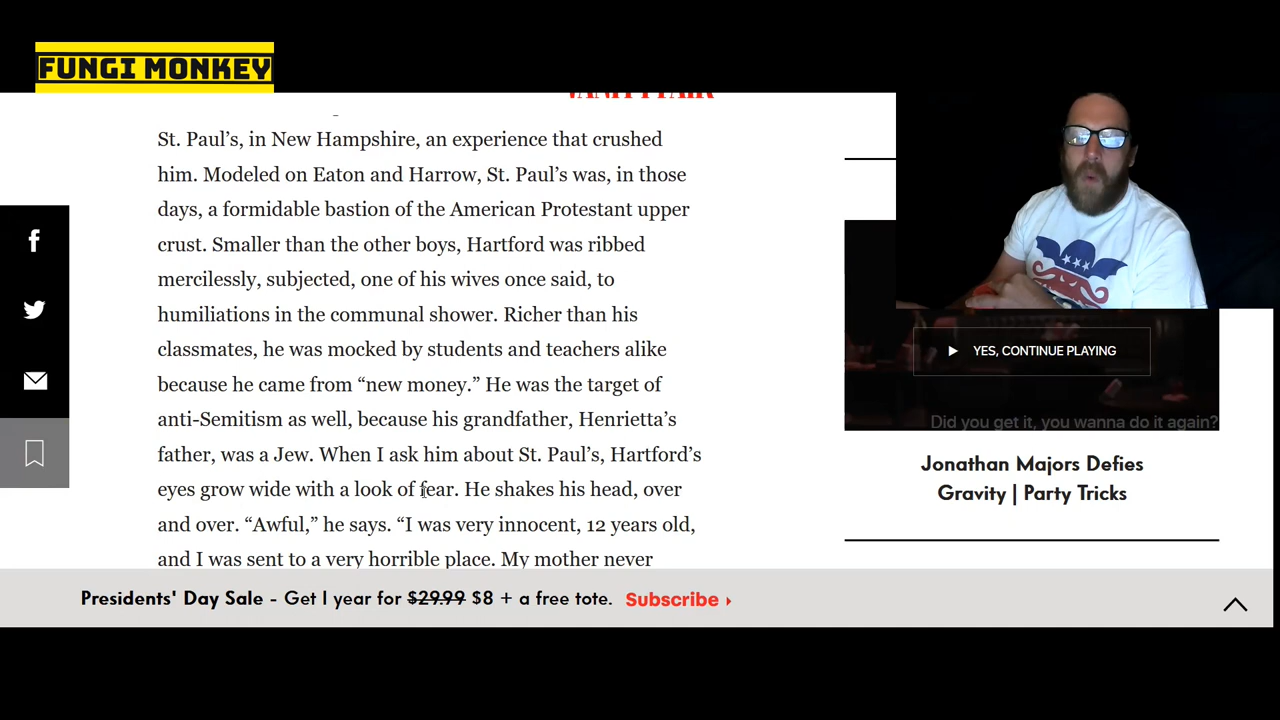 FUNGI MONKEY
VANITY FAIR
St. Paul’s, in New Hampshire, an experience that crushed
him. Modeled on Eaton and Harrow, St. Paul’s was, in those
days, a formidable bastion of the American Protestant upper
crust. Smaller than the other boys, Hartford was ribbed
mercilessly, subjected, one of his wives once said, to
humiliations in the communal shower. Richer than his
classmates, he was mocked by students and teachers alike
because he came from “new money.” He was the target of
anti-Semitism as well, because his grandfather, Henrietta’s
father, was a Jew. When I ask him about St. Paul’s, Hartford’s
eyes grow wide with a look of fear. He shakes his head, over
and over. “Awful,” he says. “I was very innocent, 12 years old,
and I was sent to a very horrible place. My mother never
YES, CONTINUE PLAYING
Did you get it, you wanna do it again?
Jonathan Majors Defies
Gravity | Party Tricks
Presidents' Day Sale - Get 1 year for $29.99 $8 + a free tote. Subscribe